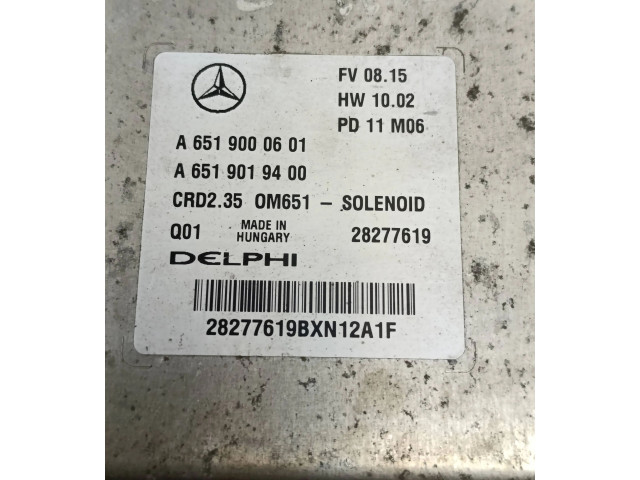 FV 08.15
HW 10.02
PD 11 M06
A 651 900 06 01
A 651 901 94 00
CRD2.35 OM651 - SOLENOID
Q01 MADE IN HUNGARY 28277619
DELPHI
28277619BXN12A1F